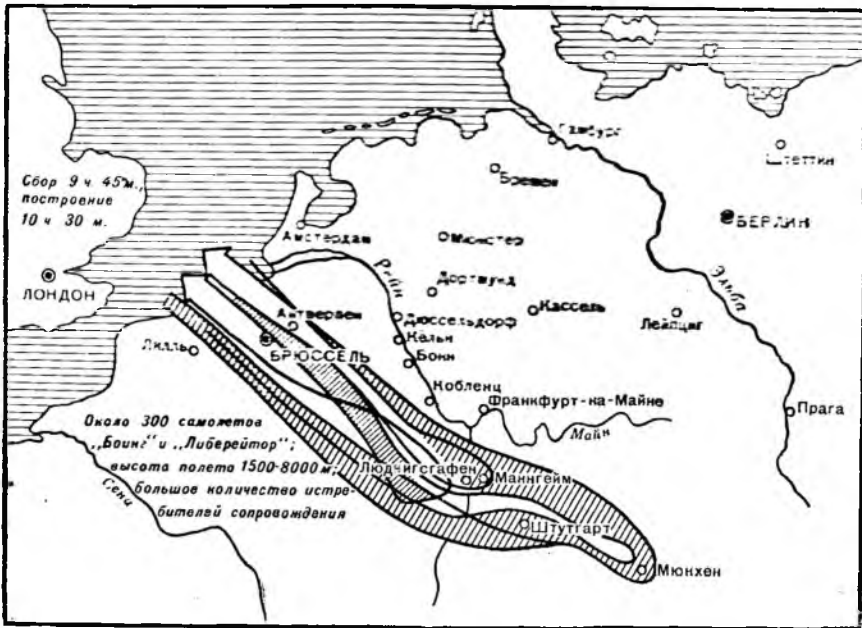 Гамбург
Штеттин
Бремен
Сбор 9 ч. 45 м.,
построение
10 ч 30 м.
БЕРЛИН
Амстердам
Мюнстер
Рейн
ЛОНДОН
Дортмунд
Эльба
Антверпен
Кассель
Дюссельдорф
Лейпциг
Лилль
БРЮССЕЛЬ
Кёльн
Бонн
Кобленц
Франкфурт-на-Майне
Прага
Майн
Около 300 самолетов
„Боинг" и „Либерейтор";
высота полета 1500-8000 м;
большое количество истре-
бителей сопровождения
Сена
Людвигсгафен
Маннгейм
Штутгарт
Мюнхен